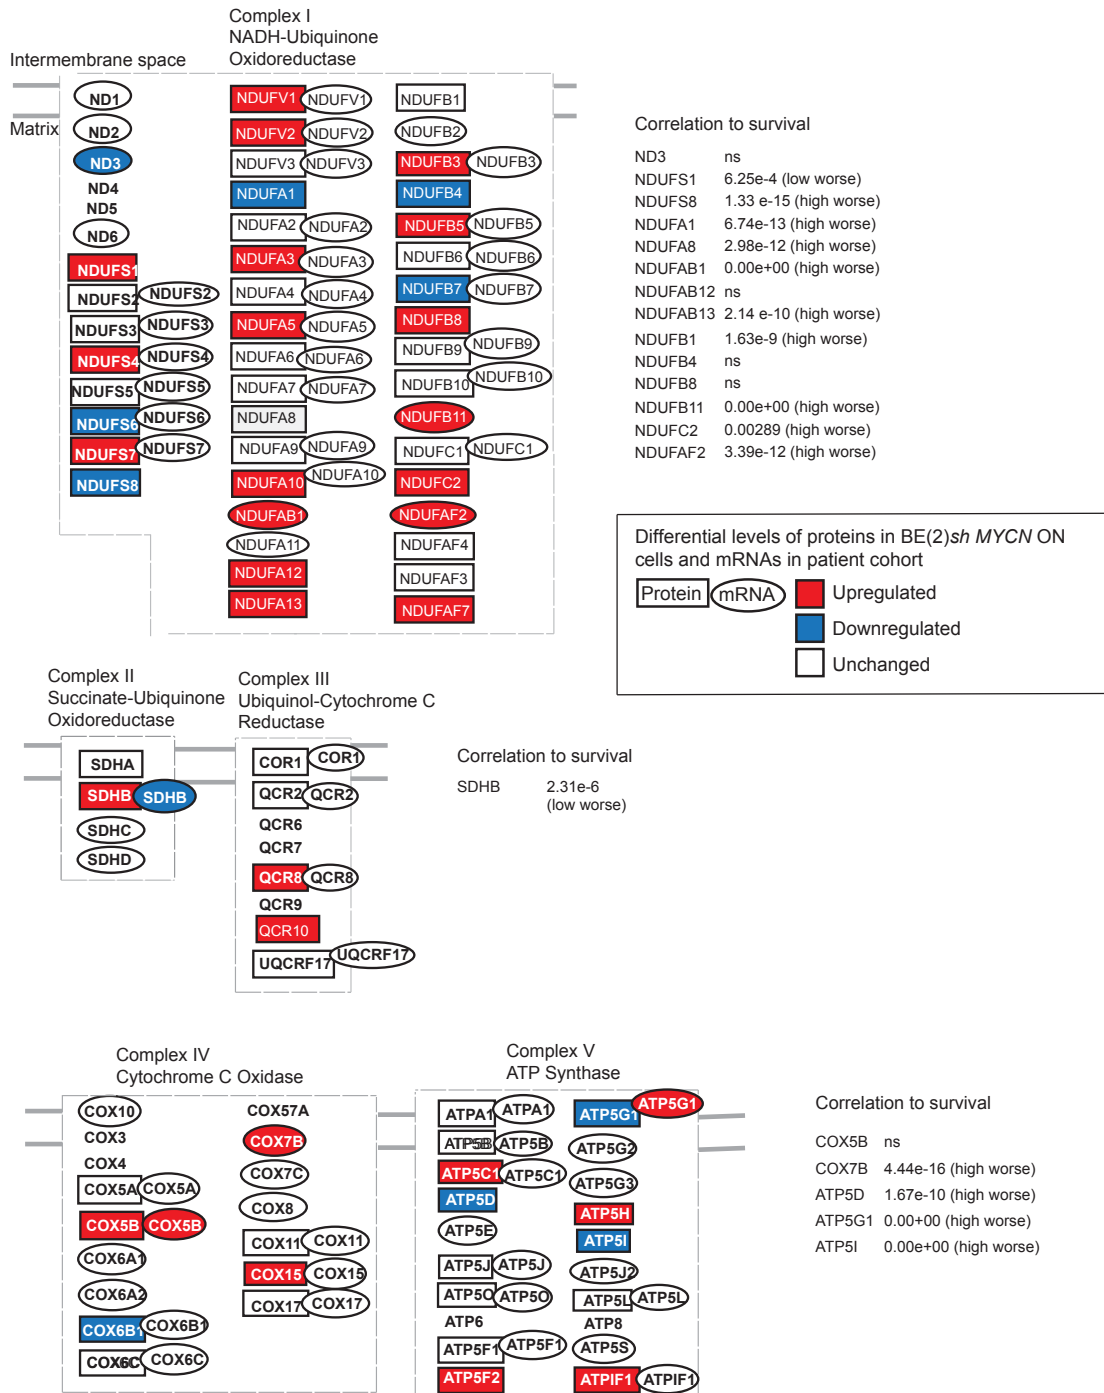 Complex I
NADH-Ubiquinone
Oxidoreductase
Intermembrane space
Matrix
ND1
ND2
ND3
ND4
ND5
ND6
NDUFS1
NDUFS2 NDUFS2
NDUFS3 NDUFS3
NDUFS4 NDUFS4
NDUFS5 NDUFS5
NDUFS6 NDUFS6
NDUFS7 NDUFS7
NDUFS8
NDUFV1 NDUFV1
NDUFV2 NDUFV2
NDUFV3 NDUFV3
NDUFA1
NDUFA2 NDUFA2
NDUFA3 NDUFA3
NDUFA4 NDUFA4
NDUFA5 NDUFA5
NDUFA6 NDUFA6
NDUFA7 NDUFA7
NDUFA8
NDUFA9 NDUFA9
NDUFA10 NDUFA10
NDUFAB1
NDUFA11
NDUFA12
NDUFA13
NDUFB1
NDUFB2
NDUFB3 NDUFB3
NDUFB4
NDUFB5 NDUFB5
NDUFB6 NDUFB6
NDUFB7 NDUFB7
NDUFB8
NDUFB9 NDUFB9
NDUFB10 NDUFB10
NDUFB11
NDUFC1 NDUFC1
NDUFC2
NDUFAF2
NDUFAF4
NDUFAF3
NDUFAF7
Correlation to survival
ND3 ns
NDUFS1 6.25e-4 (low worse)
NDUFS8 1.33 e-15 (high worse)
NDUFA1 6.74e-13 (high worse)
NDUFA8 2.98e-12 (high worse)
NDUFAB1 0.00e+00 (high worse)
NDUFAB12 ns
NDUFAB13 2.14 e-10 (high worse)
NDUFB1 1.63e-9 (high worse)
NDUFB4 ns
NDUFB8 ns
NDUFB11 0.00e+00 (high worse)
NDUFC2 0.00289 (high worse)
NDUFAF2 3.39e-12 (high worse)
Differential levels of proteins in BE(2)sh MYCN ON
cells and mRNAs in patient cohort
Protein mRNA
Upregulated
Downregulated
Unchanged
Complex II
Succinate-Ubiquinone
Oxidoreductase
SDHA
SDHB SDHB
SDHC
SDHD
Complex III
Ubiquinol-Cytochrome C
Reductase
COR1 COR1
QCR2 QCR2
QCR6
QCR7
QCR8 QCR8
QCR9
QCR10
UQCRF17 UQCRF17
Correlation to survival
SDHB 2.31e-6
(low worse)
Complex IV
Cytochrome C Oxidase
COX10
COX3
COX4
COX5A COX5A
COX5B COX5B
COX6A1
COX6A2
COX6B1 COX6B1
COX6C COX6C
COX57A
COX7B
COX7C
COX8
COX11 COX11
COX15 COX15
COX17 COX17
Complex V
ATP Synthase
ATPA1 ATPA1
ATP5B ATP5B
ATP5C1 ATP5C1
ATP5D
ATP5E
ATP5J ATP5J
ATP5O ATP5O
ATP6
ATP5F1 ATP5F1
ATP5F2
ATP5G1 ATP5G1
ATP5G2
ATP5G3
ATP5H
ATP5I
ATP5J2
ATP5L ATP5L
ATP8
ATP5S
ATPIF1 ATPIF1
Correlation to survival
COX5B ns
COX7B 4.44e-16 (high worse)
ATP5D 1.67e-10 (high worse)
ATP5G1 0.00+00 (high worse)
ATP5I 0.00e+00 (high worse)